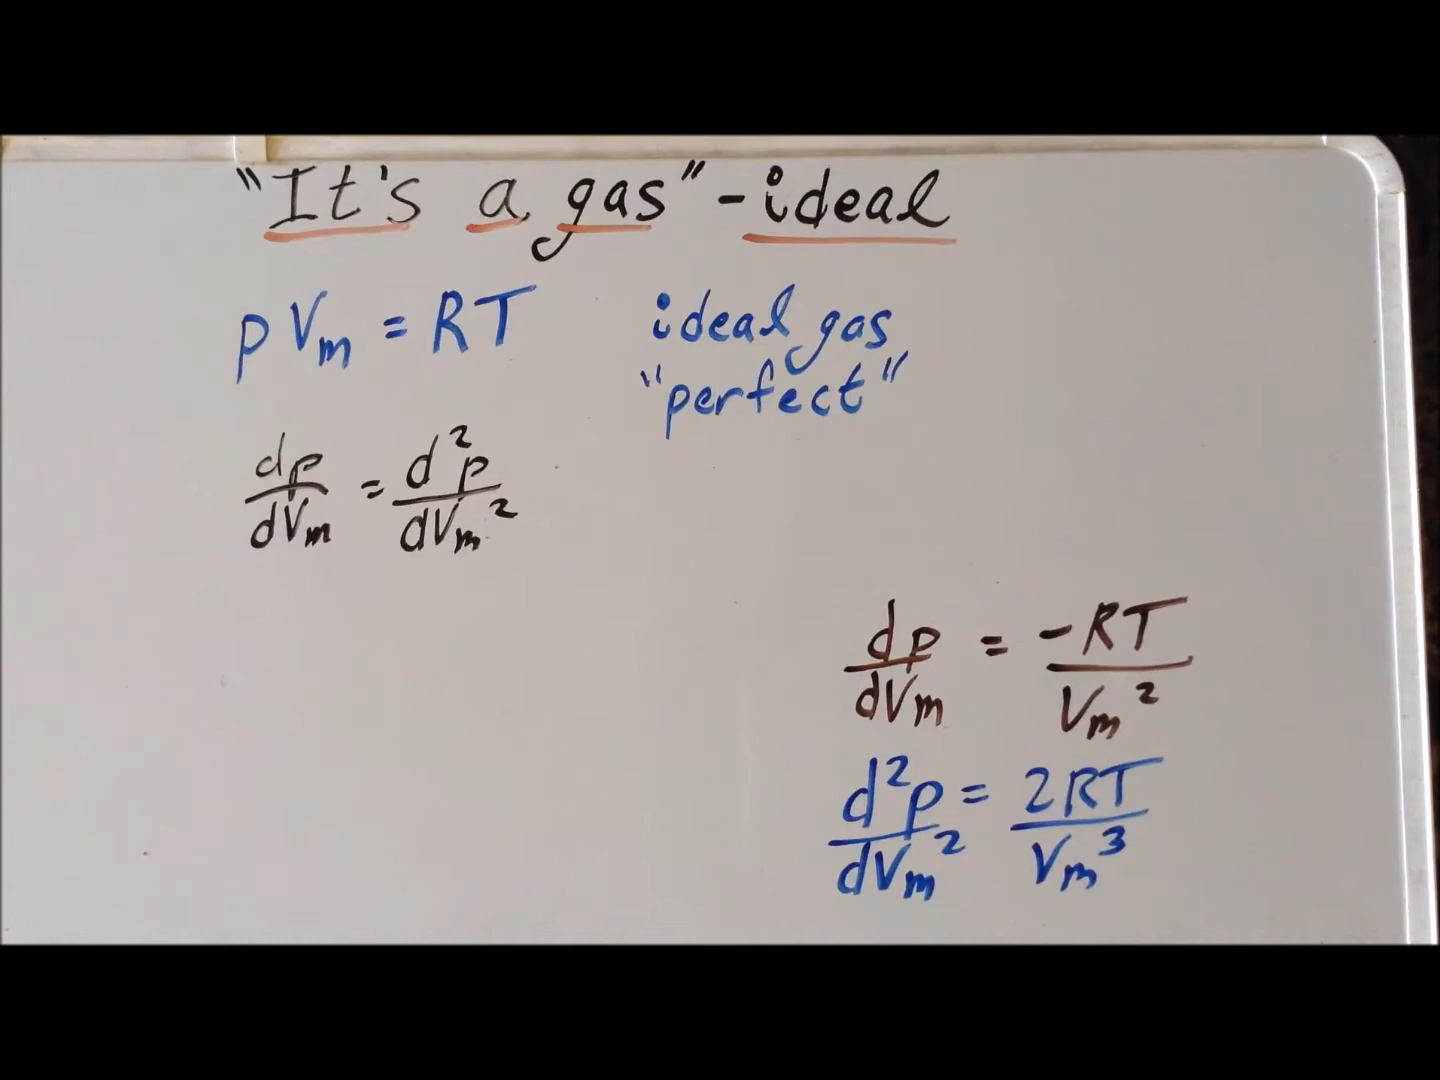 "It's a gas" - ideal
pVₘ = RT ideal gas
"perfect"
dp/dVₘ = d²p/dVₘ²
dp/dVₘ = -RT/Vₘ²
d²p/dVₘ² = 2RT/Vₘ³